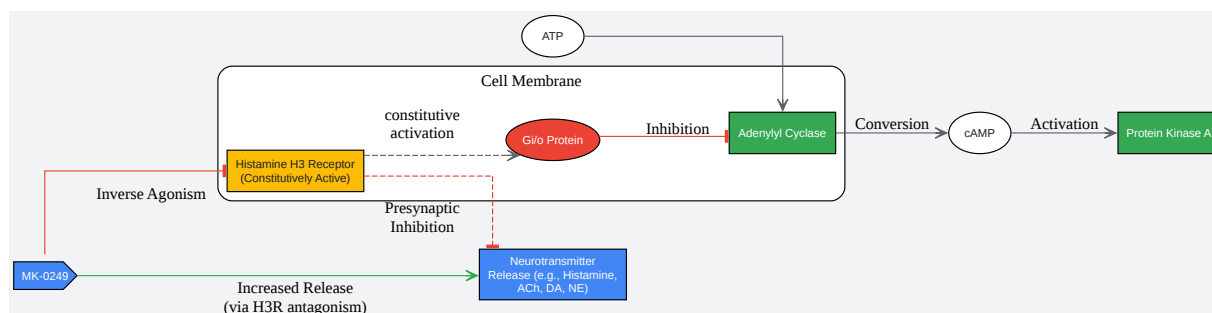 ATP
Cell Membrane
constitutive
activation
Gi/o Protein
Inhibition
Adenylyl Cyclase
Conversion
cAMP
Activation
Protein Kinase A
Histamine H3 Receptor
(Constitutively Active)
Inverse Agonism
Presynaptic
Inhibition
MK-0249
Increased Release
(via H3R antagonism)
Neurotransmitter
Release (e.g., Histamine,
ACh, DA, NE)